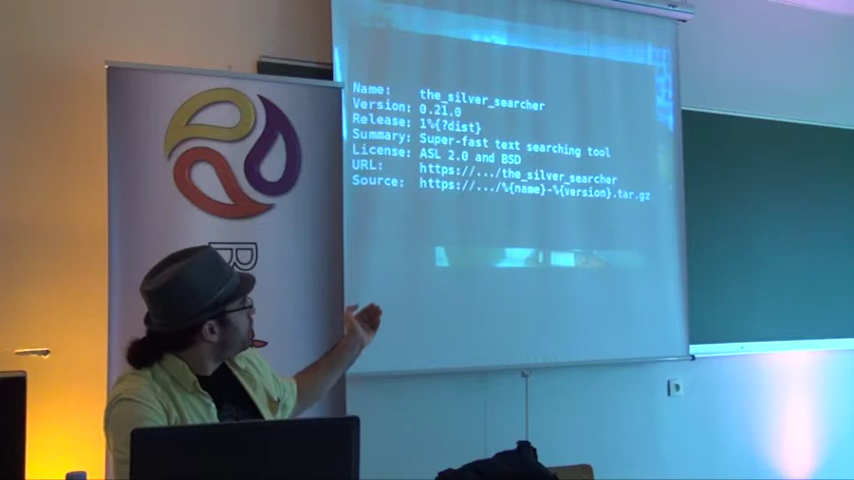 Name: the_silver_searcher
Version: 0.21.0
Release: 1%{?dist}
Summary: Super-fast text searching tool
License: ASL 2.0 and BSD
URL: https://.../the_silver_searcher
Source: https://.../%{name}-%{version}.tar.gz